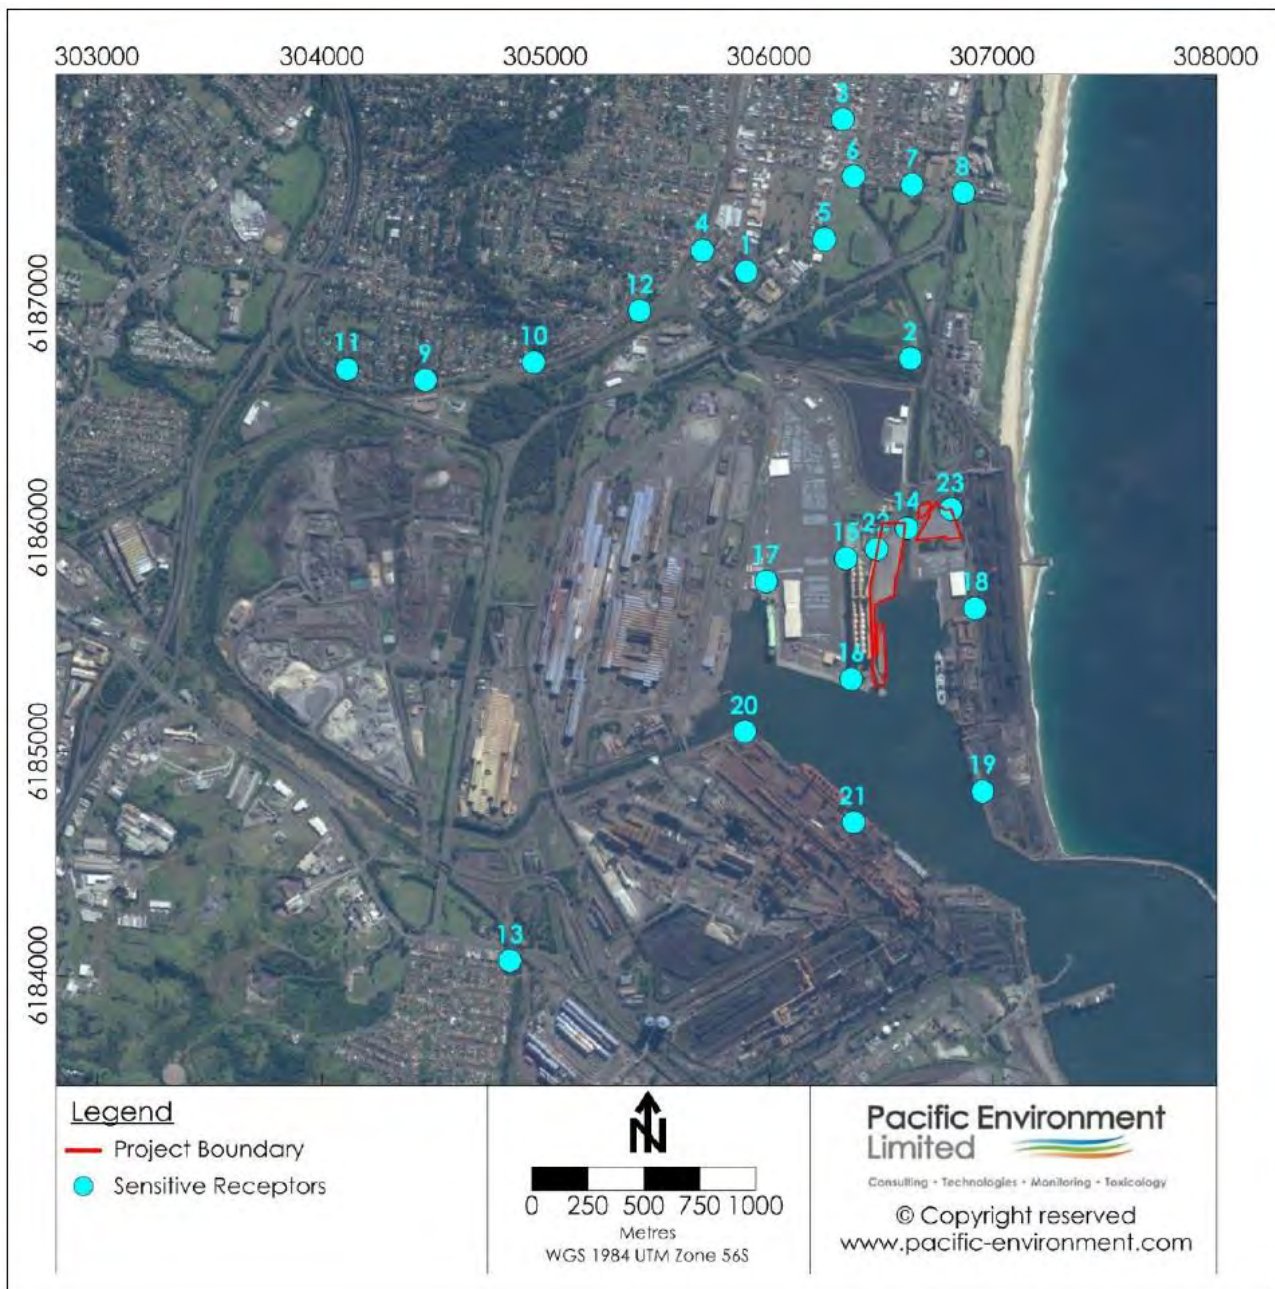 303000 304000 305000 306000 307000 308000
3
6
7
8
5
4
1
12
6187000
2
10
11
9
23
14
6186000
22
15
17
18
16
20
6185000
19
21
13
6184000
Legend
Project Boundary
Sensitive Receptors
N
0 250 500 750 1000
Metres
WGS 1984 UTM Zone 56S
Pacific Environment
Limited
Consulting • Technologies • Monitoring • Toxicology
© Copyright reserved
www.pacific-environment.com